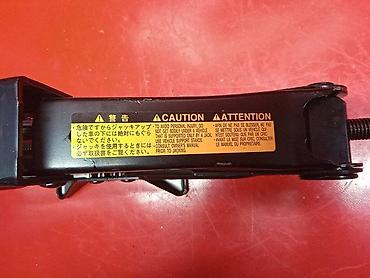 ⚠警告
•危険ですからジャッキアップ
した車の下には絶対にもぐら
ないでください。
•ジャッキを使用するときには
必ず取扱書をご覧ください。
⚠CAUTION
•TO AVOID PERSONAL INJURY, DO
NOT GET BODILY UNDER A VEHICLE
THAT IS SUPPORTED ONLY BY A JACK.
USE VEHICLE SUPPORT STANDS.
•CONSULT OWNER'S MANUAL
PRIOR TO JACKING.
⚠ATTENTION
•AFIN DE NE PAS SE BLESSER, NE PAS
SE METTRE SOUS UN VEHICULE QUI
EST MAINTENU
SUR CRIC. CONSULTER
LE MANUEL DU PROPRIETAIRE.